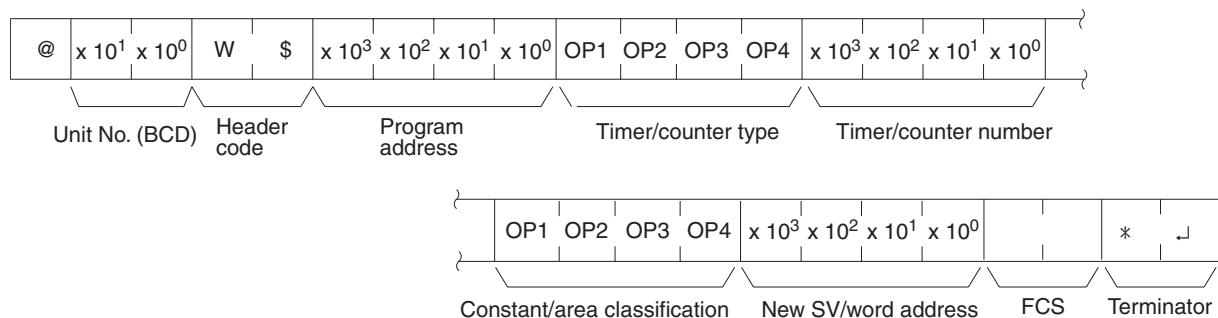 @ x 10¹ x 10⁰ W $ x 10³ x 10² x 10¹ x 10⁰ OP1 OP2 OP3 OP4 x 10³ x 10² x 10¹ x 10⁰
Unit No. (BCD) Header code Program address Timer/counter type Timer/counter number
OP1 OP2 OP3 OP4 x 10³ x 10² x 10¹ x 10⁰ * ↵
Constant/area classification New SV/word address FCS Terminator